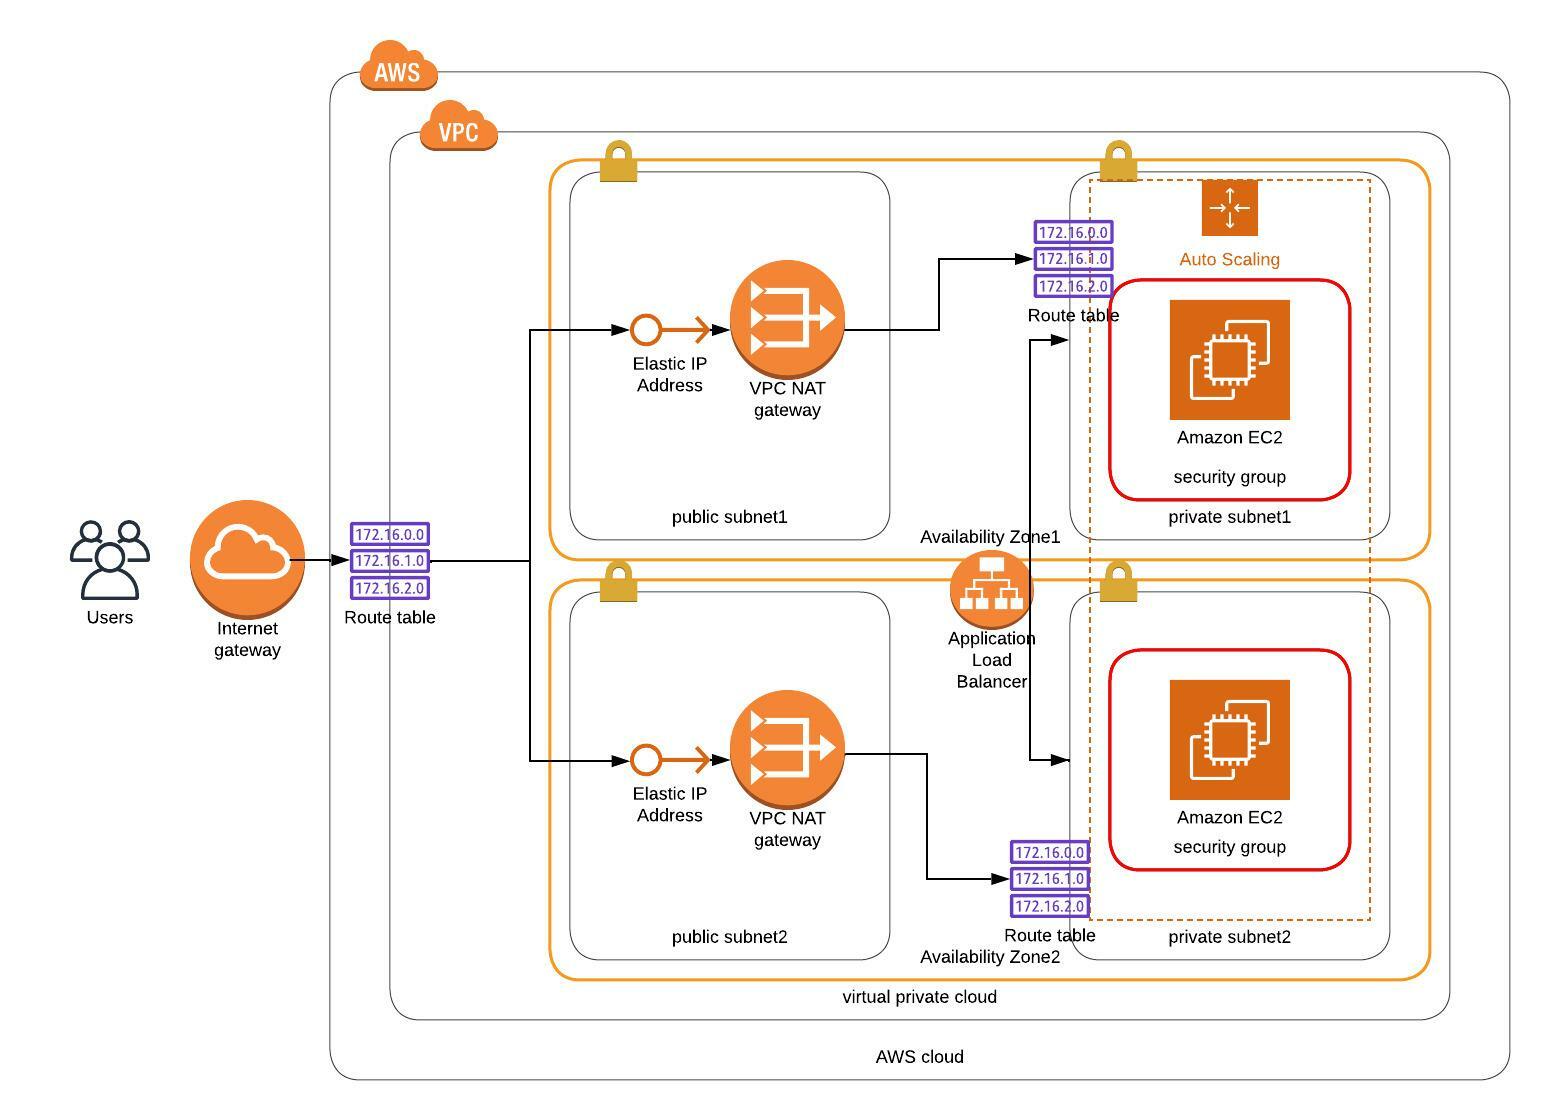 AWS
VPC
172.16.0.0
172.16.1.0
172.16.2.0
Route table
Auto Scaling
Elastic IP
Address
VPC NAT
gateway
Amazon EC2
security group
public subnet1
private subnet1
Availability Zone1
Users
Internet
gateway
172.16.0.0
172.16.1.0
172.16.2.0
Route table
Application
Load
Balancer
Elastic IP
Address
VPC NAT
gateway
Amazon EC2
security group
172.16.0.0
172.16.1.0
172.16.2.0
Route table
public subnet2
private subnet2
Availability Zone2
virtual private cloud
AWS cloud